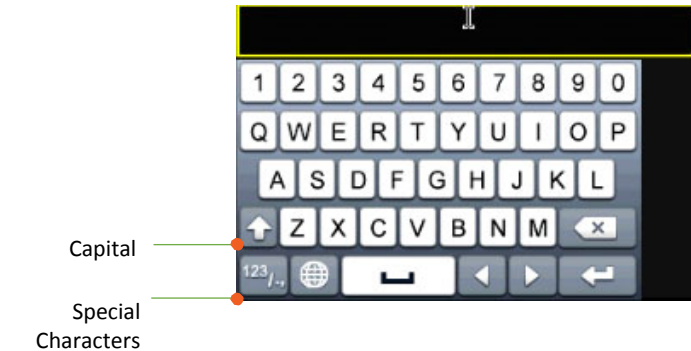 1 2 3 4 5 6 7 8 9 0
Q W E R T Y U I O P
A S D F G H J K L
Z X C V B N M
Capital
123/.,
Special
Characters